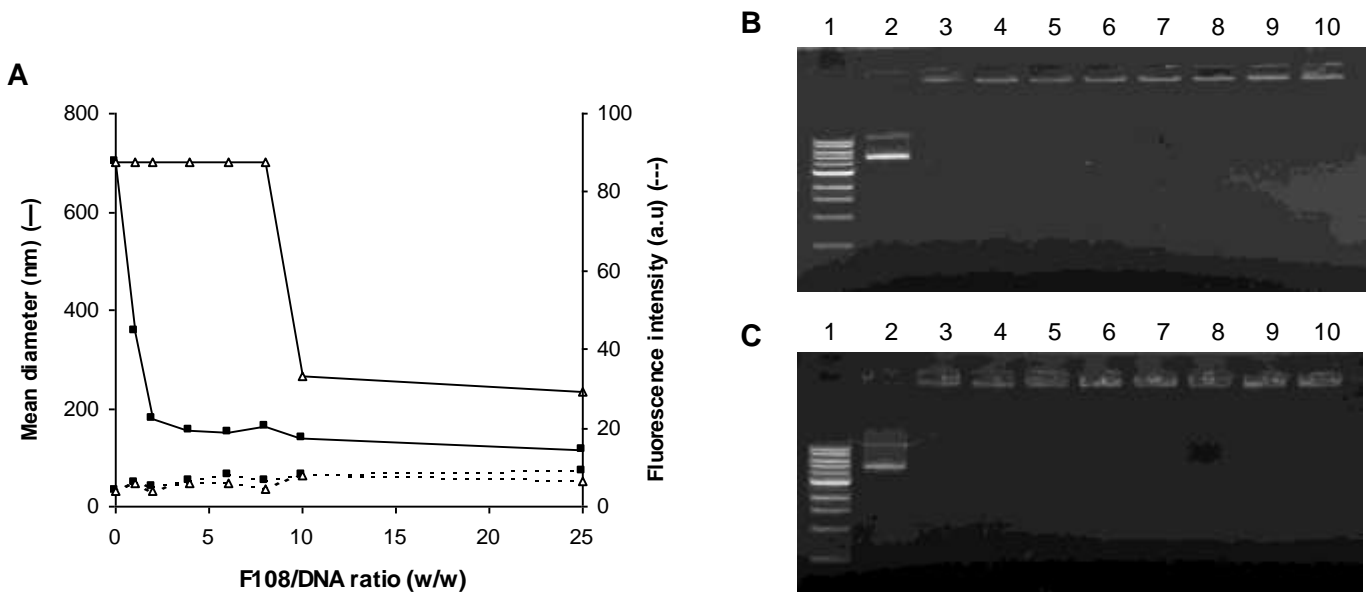 A
Mean diameter (nm) (—)
800
600
400
200
0
0 5 10 15 20 25
F108/DNA ratio (w/w)
100
80
60
40
20
0
Fluorescence intensity (a.u) (---)
B
1 2 3 4 5 6 7 8 9 10
C
1 2 3 4 5 6 7 8 9 10